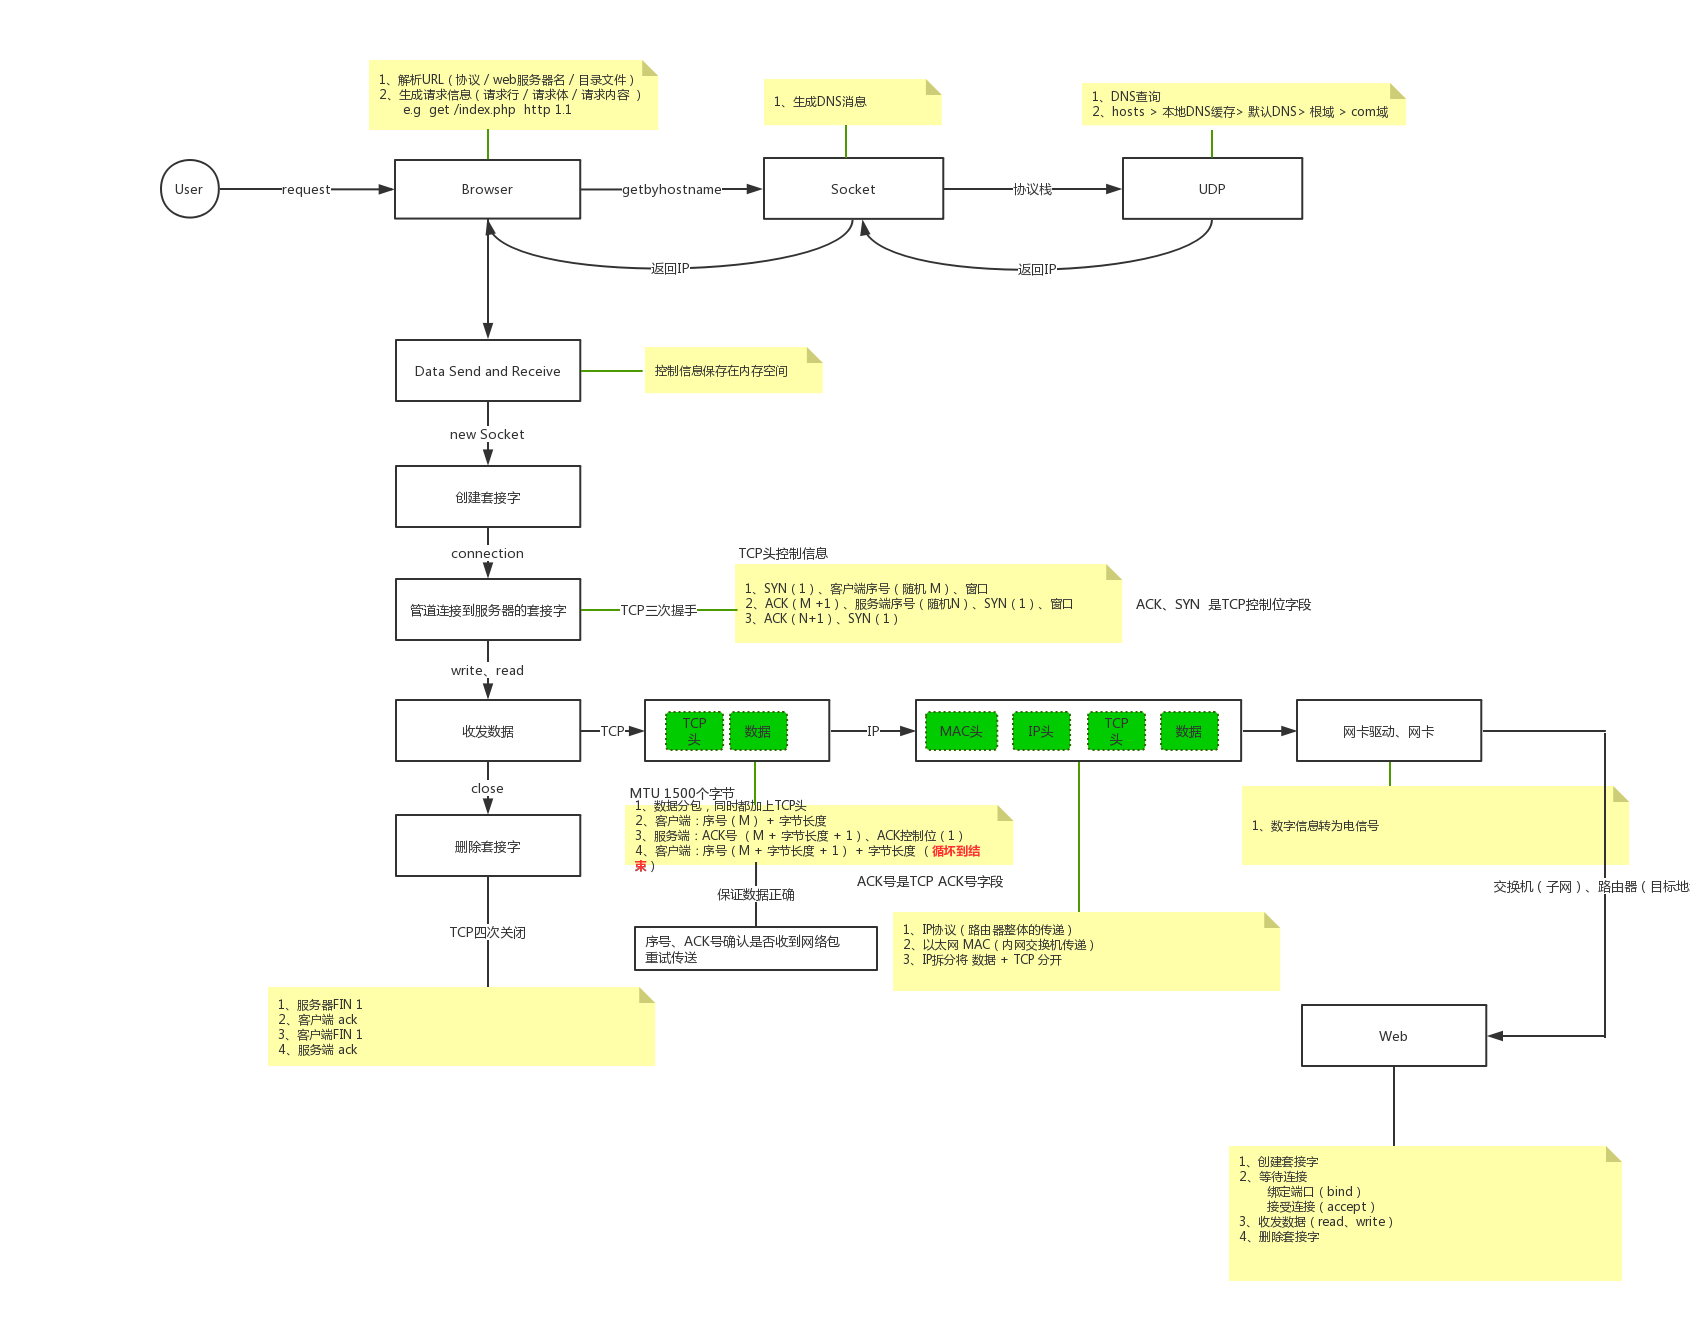 1、解析URL（协议 / web服务器名 / 目录文件）
2、生成请求信息（请求行 / 请求体 / 请求内容 ）
e.g  get /index.php  http 1.1
1、生成DNS消息
1、DNS查询
2、hosts > 本地DNS缓存> 默认DNS> 根域 > com域
User
request
Browser
getbyhostname
Socket
协议栈
UDP
返回IP
返回IP
Data Send and Receive
控制信息保存在内存空间
new Socket
创建套接字
connection
TCP头控制信息
管道连接到服务器的套接字
TCP三次握手
1、SYN（1）、客户端序号（随机 M）、窗口
2、ACK（M +1）、服务端序号（随机N）、SYN（1）、窗口
3、ACK（N+1）、SYN（1）
ACK、SYN  是TCP控制位字段
write、read
收发数据
TCP
TCP
头
数据
IP
MAC头
IP头
TCP
头
数据
网卡驱动、网卡
close
MTU 1500个字节
1、数据分包，同时都加上TCP头
2、客户端：序号（M） + 字节长度
3、服务端：ACK号 （M + 字节长度 + 1）、ACK控制位（1）
4、客户端：序号（M + 字节长度 + 1） + 字节长度 （循坏到结
束）
1、数字信息转为电信号
删除套接字
ACK号是TCP ACK号字段
交换机（子网）、路由器（目标地
保证数据正确
TCP四次关闭
序号、ACK号确认是否收到网络包
重试传送
1、IP协议（路由器整体的传递）
2、以太网 MAC（内网交换机传递）
3、IP拆分将 数据 + TCP 分开
1、服务器FIN 1
2、客户端 ack
3、客户端FIN 1
4、服务端 ack
Web
1、创建套接字
2、等待连接
绑定端口（bind）
接受连接（accept）
3、收发数据（read、write）
4、删除套接字